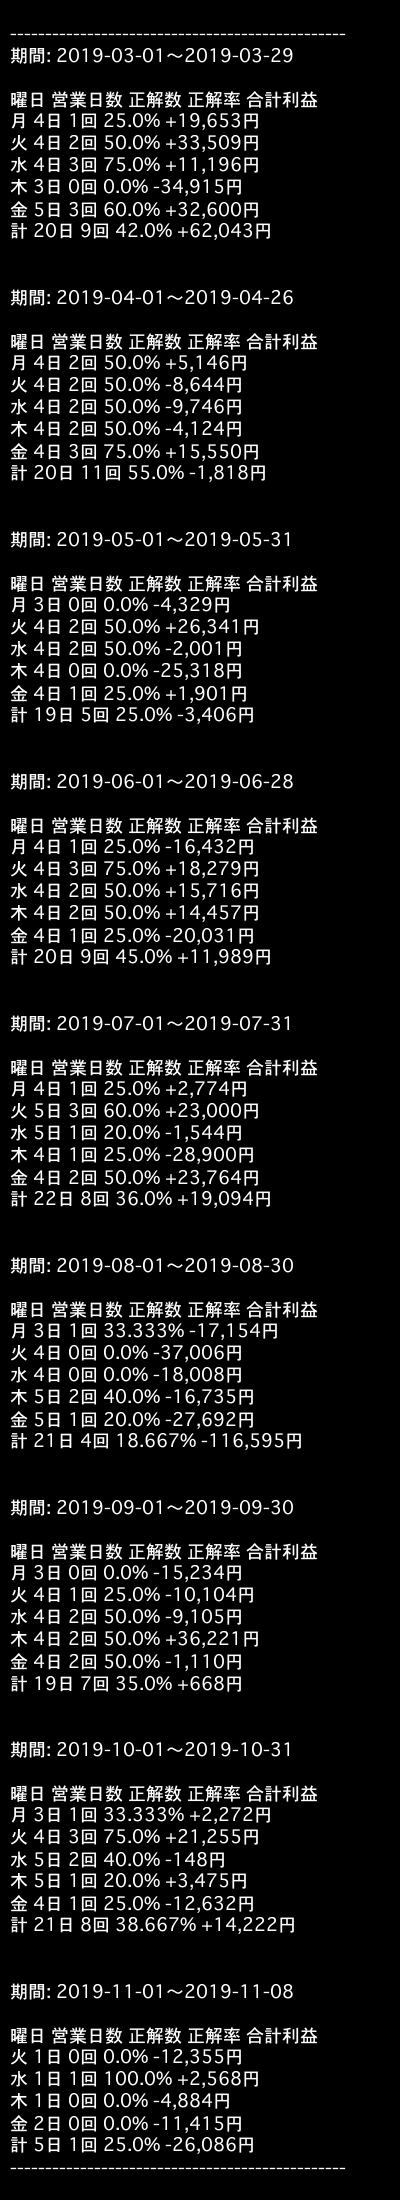 ------------------------------------------------
期間: 2019-03-01〜2019-03-29
曜日 営業日数 正解数 正解率 合計利益
月 4日 1回 25.0% +19,653円
火 4日 2回 50.0% +33,509円
水 4日 3回 75.0% +11,196円
木 3日 0回 0.0% -34,915円
金 5日 3回 60.0% +32,600円
計 20日 9回 42.0% +62,043円
期間: 2019-04-01〜2019-04-26
曜日 営業日数 正解数 正解率 合計利益
月 4日 2回 50.0% +5,146円
火 4日 2回 50.0% -8,644円
水 4日 2回 50.0% -9,746円
木 4日 2回 50.0% -4,124円
金 4日 3回 75.0% +15,550円
計 20日 11回 55.0% -1,818円
期間: 2019-05-01〜2019-05-31
曜日 営業日数 正解数 正解率 合計利益
月 3日 0回 0.0% -4,329円
火 4日 2回 50.0% +26,341円
水 4日 2回 50.0% -2,001円
木 4日 0回 0.0% -25,318円
金 4日 1回 25.0% +1,901円
計 19日 5回 25.0% -3,406円
期間: 2019-06-01〜2019-06-28
曜日 営業日数 正解数 正解率 合計利益
月 4日 1回 25.0% -16,432円
火 4日 3回 75.0% +18,279円
水 4日 2回 50.0% +15,716円
木 4日 2回 50.0% +14,457円
金 4日 1回 25.0% -20,031円
計 20日 9回 45.0% +11,989円
期間: 2019-07-01〜2019-07-31
曜日 営業日数 正解数 正解率 合計利益
月 4日 1回 25.0% +2,774円
火 5日 3回 60.0% +23,000円
水 5日 1回 20.0% -1,544円
木 4日 1回 25.0% -28,900円
金 4日 2回 50.0% +23,764円
計 22日 8回 36.0% +19,094円
期間: 2019-08-01〜2019-08-30
曜日 営業日数 正解数 正解率 合計利益
月 3日 1回 33.333% -17,154円
火 4日 0回 0.0% -37,006円
水 4日 0回 0.0% -18,008円
木 5日 2回 40.0% -16,735円
金 5日 1回 20.0% -27,692円
計 21日 4回 18.667% -116,595円
期間: 2019-09-01〜2019-09-30
曜日 営業日数 正解数 正解率 合計利益
月 3日 0回 0.0% -15,234円
火 4日 1回 25.0% -10,104円
水 4日 2回 50.0% -9,105円
木 4日 2回 50.0% +36,221円
金 4日 2回 50.0% -1,110円
計 19日 7回 35.0% +668円
期間: 2019-10-01〜2019-10-31
曜日 営業日数 正解数 正解率 合計利益
月 3日 1回 33.333% +2,272円
火 4日 3回 75.0% +21,255円
水 5日 2回 40.0% -148円
木 5日 1回 20.0% +3,475円
金 4日 1回 25.0% -12,632円
計 21日 8回 38.667% +14,222円
期間: 2019-11-01〜2019-11-08
曜日 営業日数 正解数 正解率 合計利益
火 1日 0回 0.0% -12,355円
水 1日 1回 100.0% +2,568円
木 1日 0回 0.0% -4,884円
金 2日 0回 0.0% -11,415円
計 5日 1回 25.0% -26,086円
------------------------------------------------